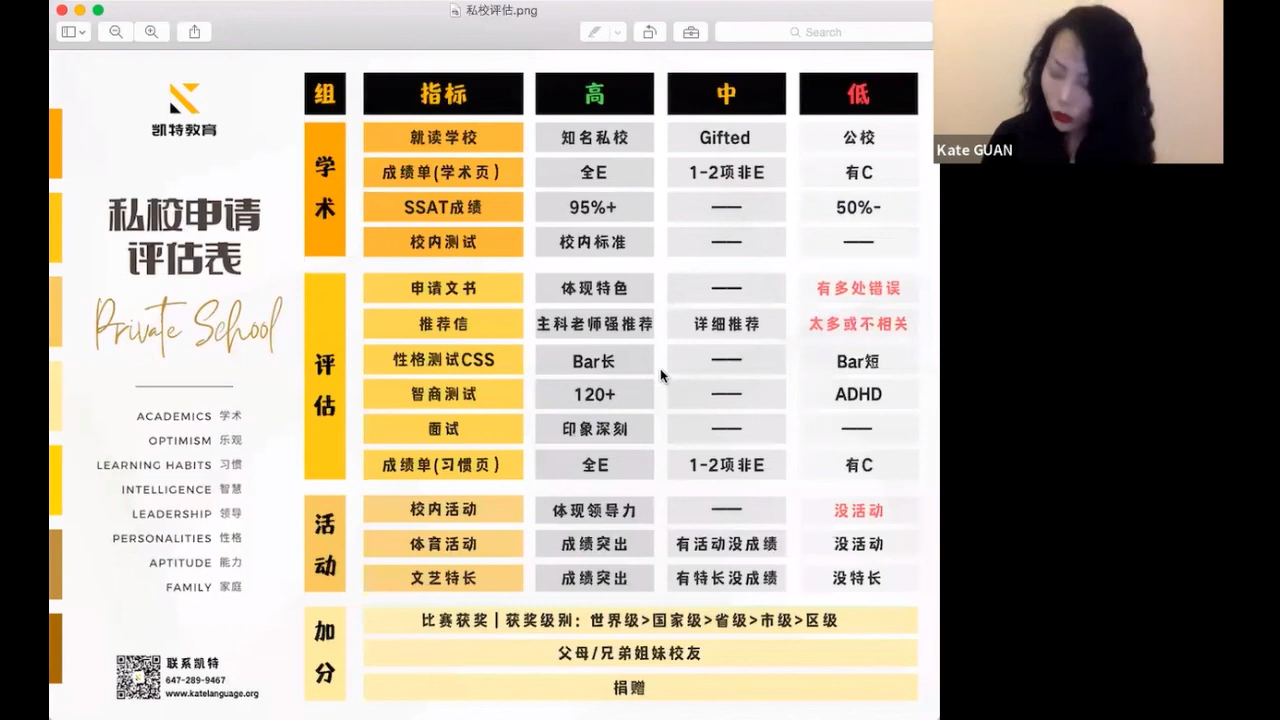 私校评估.png
Search
凯特教育
私校申请
评估表
Private School
ACADEMICS 学术
OPTIMISM 乐观
LEARNING HABITS 习惯
INTELLIGENCE 智慧
LEADERSHIP 领导
PERSONALITIES 性格
APTITUDE 能力
FAMILY 家庭
联系凯特
647-289-9467
www.katelanguage.org
组 指标 高 中 低
学术
就读学校 知名私校 Gifted 公校
成绩单(学术页) 全E 1-2项非E 有C
SSAT成绩 95%+ —— 50%-
校内测试 校内标准 —— ——
评估
申请文书 体现特色 —— 有多处错误
推荐信 主科老师强推荐 详细推荐 太多或不相关
性格测试CSS Bar长 —— Bar短
智商测试 120+ —— ADHD
面试 印象深刻 —— ——
成绩单(习惯页) 全E 1-2项非E 有C
活动
校内活动 体现领导力 —— 没活动
体育活动 成绩突出 有活动没成绩 没活动
文艺特长 成绩突出 有特长没成绩 没特长
加分
比赛获奖 | 获奖级别：世界级>国家级>省级>市级>区级
父母/兄弟姐妹校友
捐赠
Kate GUAN